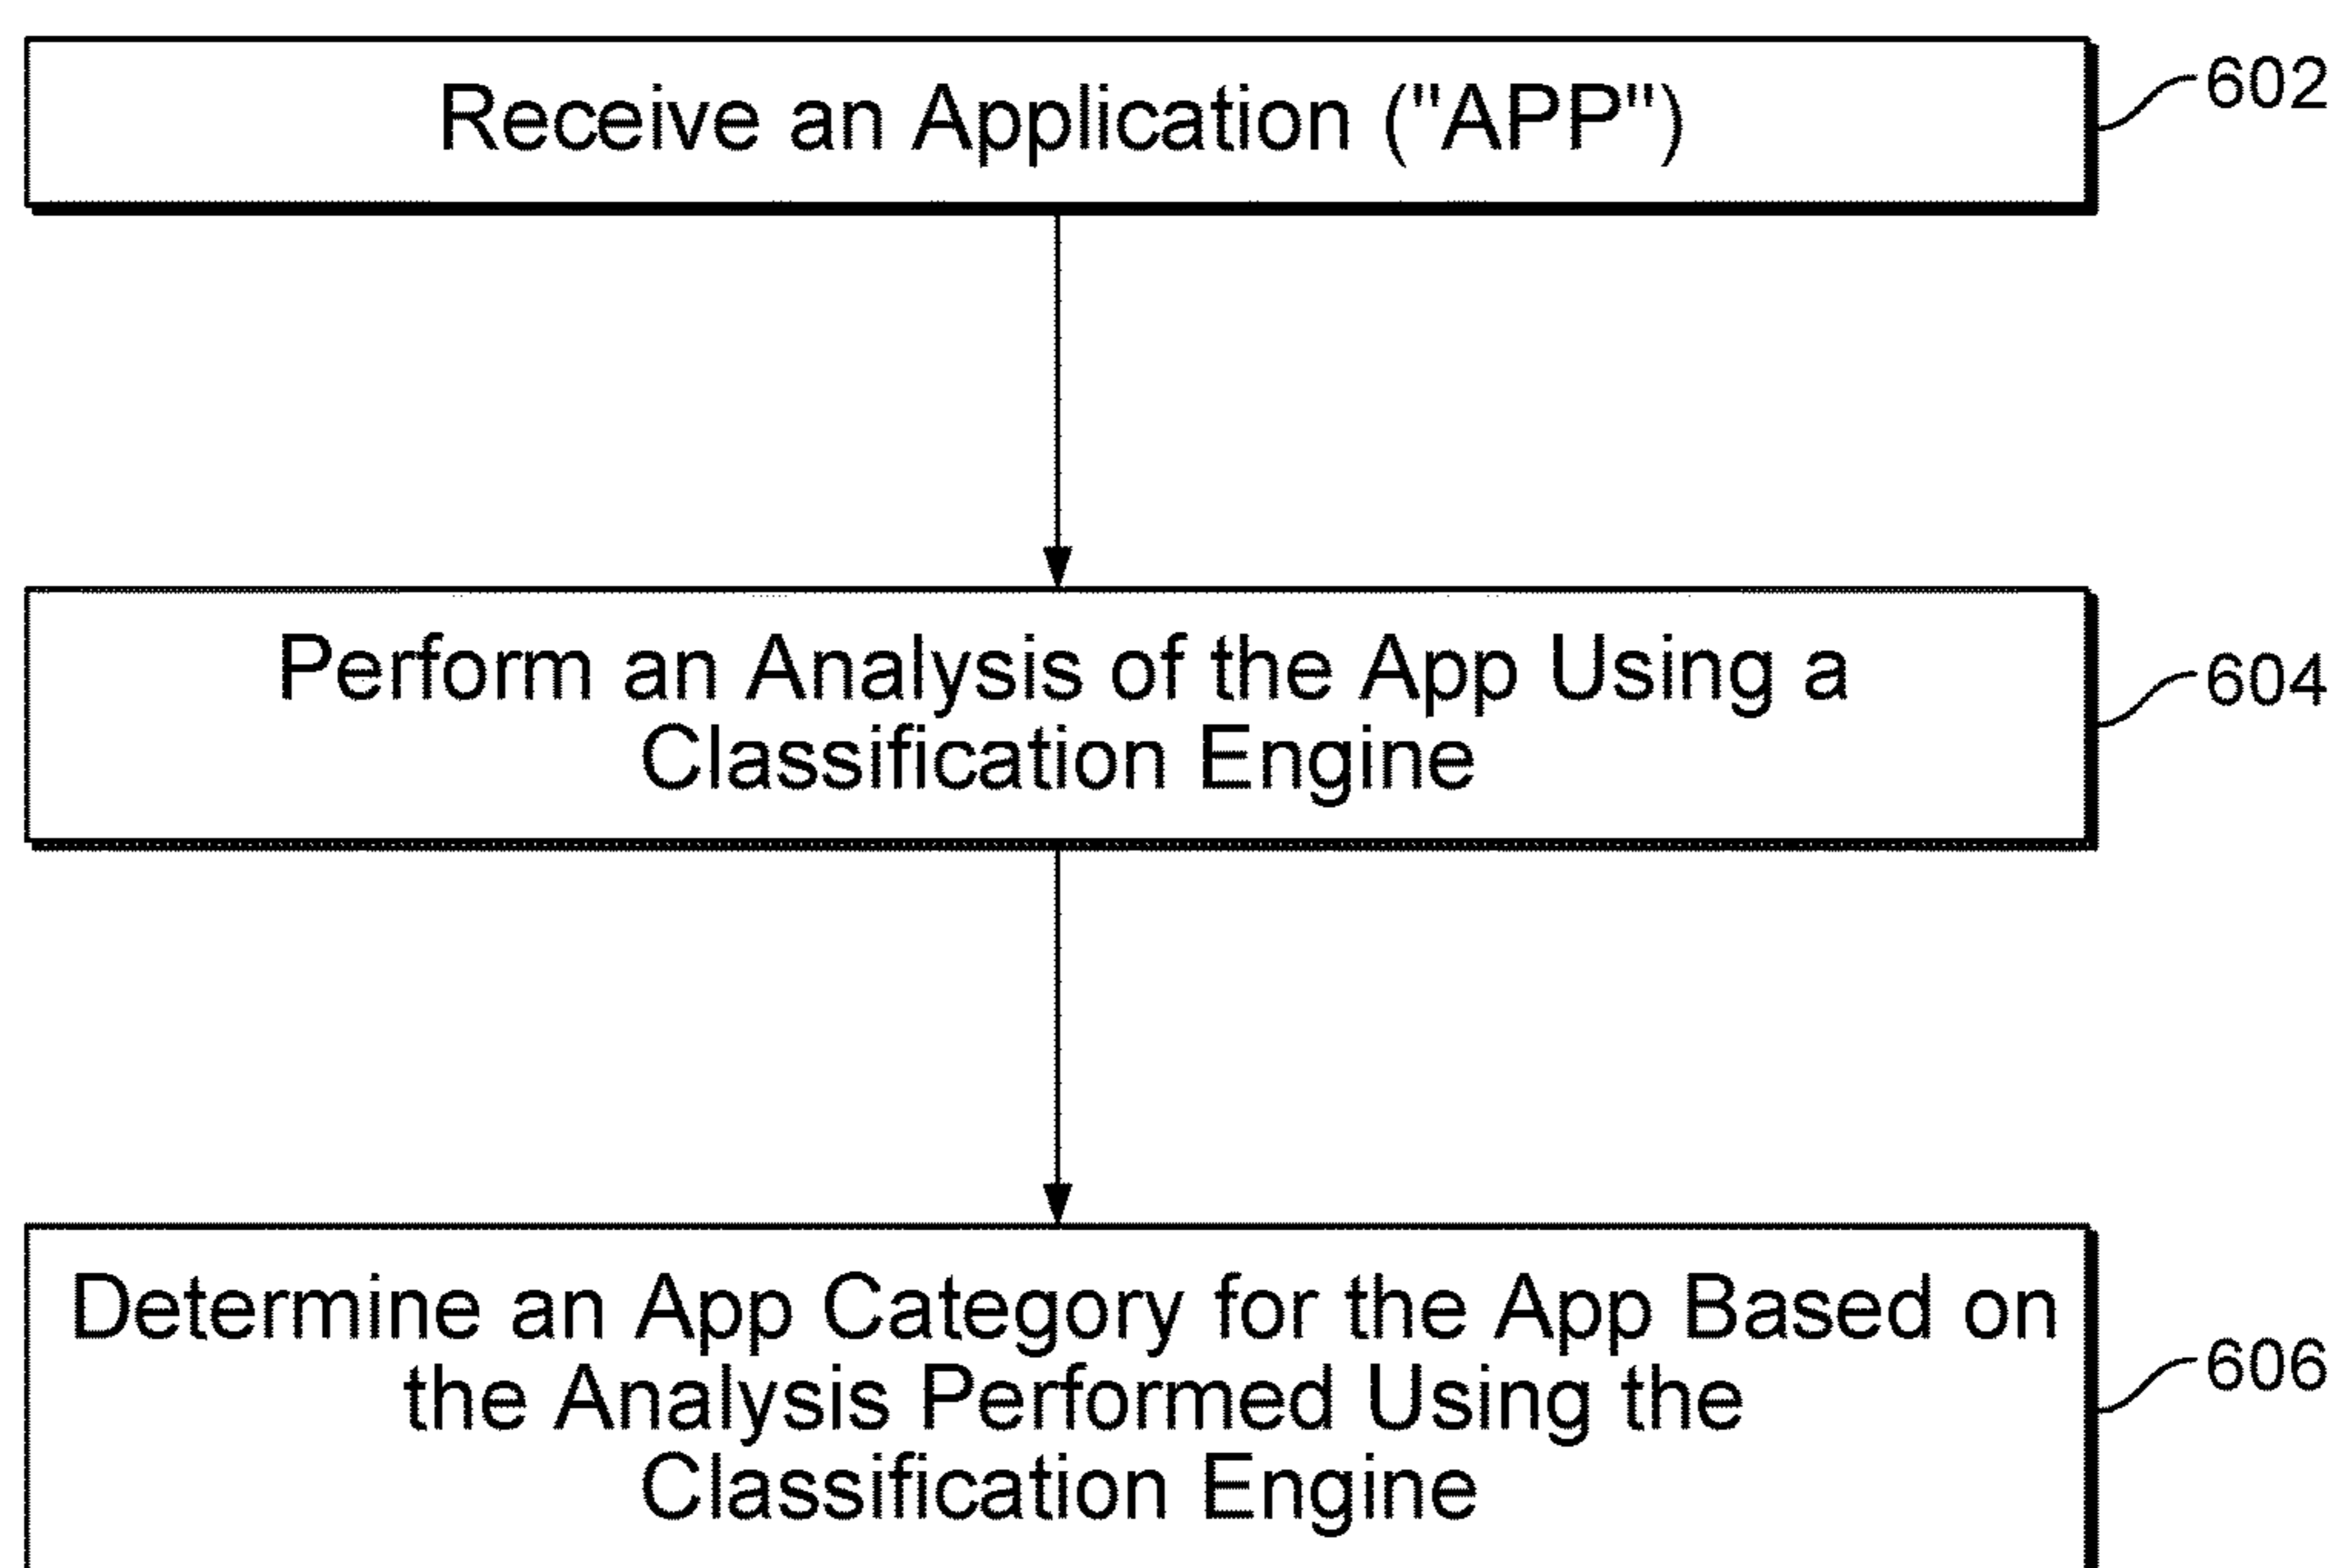 Receive an Application ("APP")
602
Perform an Analysis of the App Using a
Classification Engine
604
Determine an App Category for the App Based on
the Analysis Performed Using the
Classification Engine
606